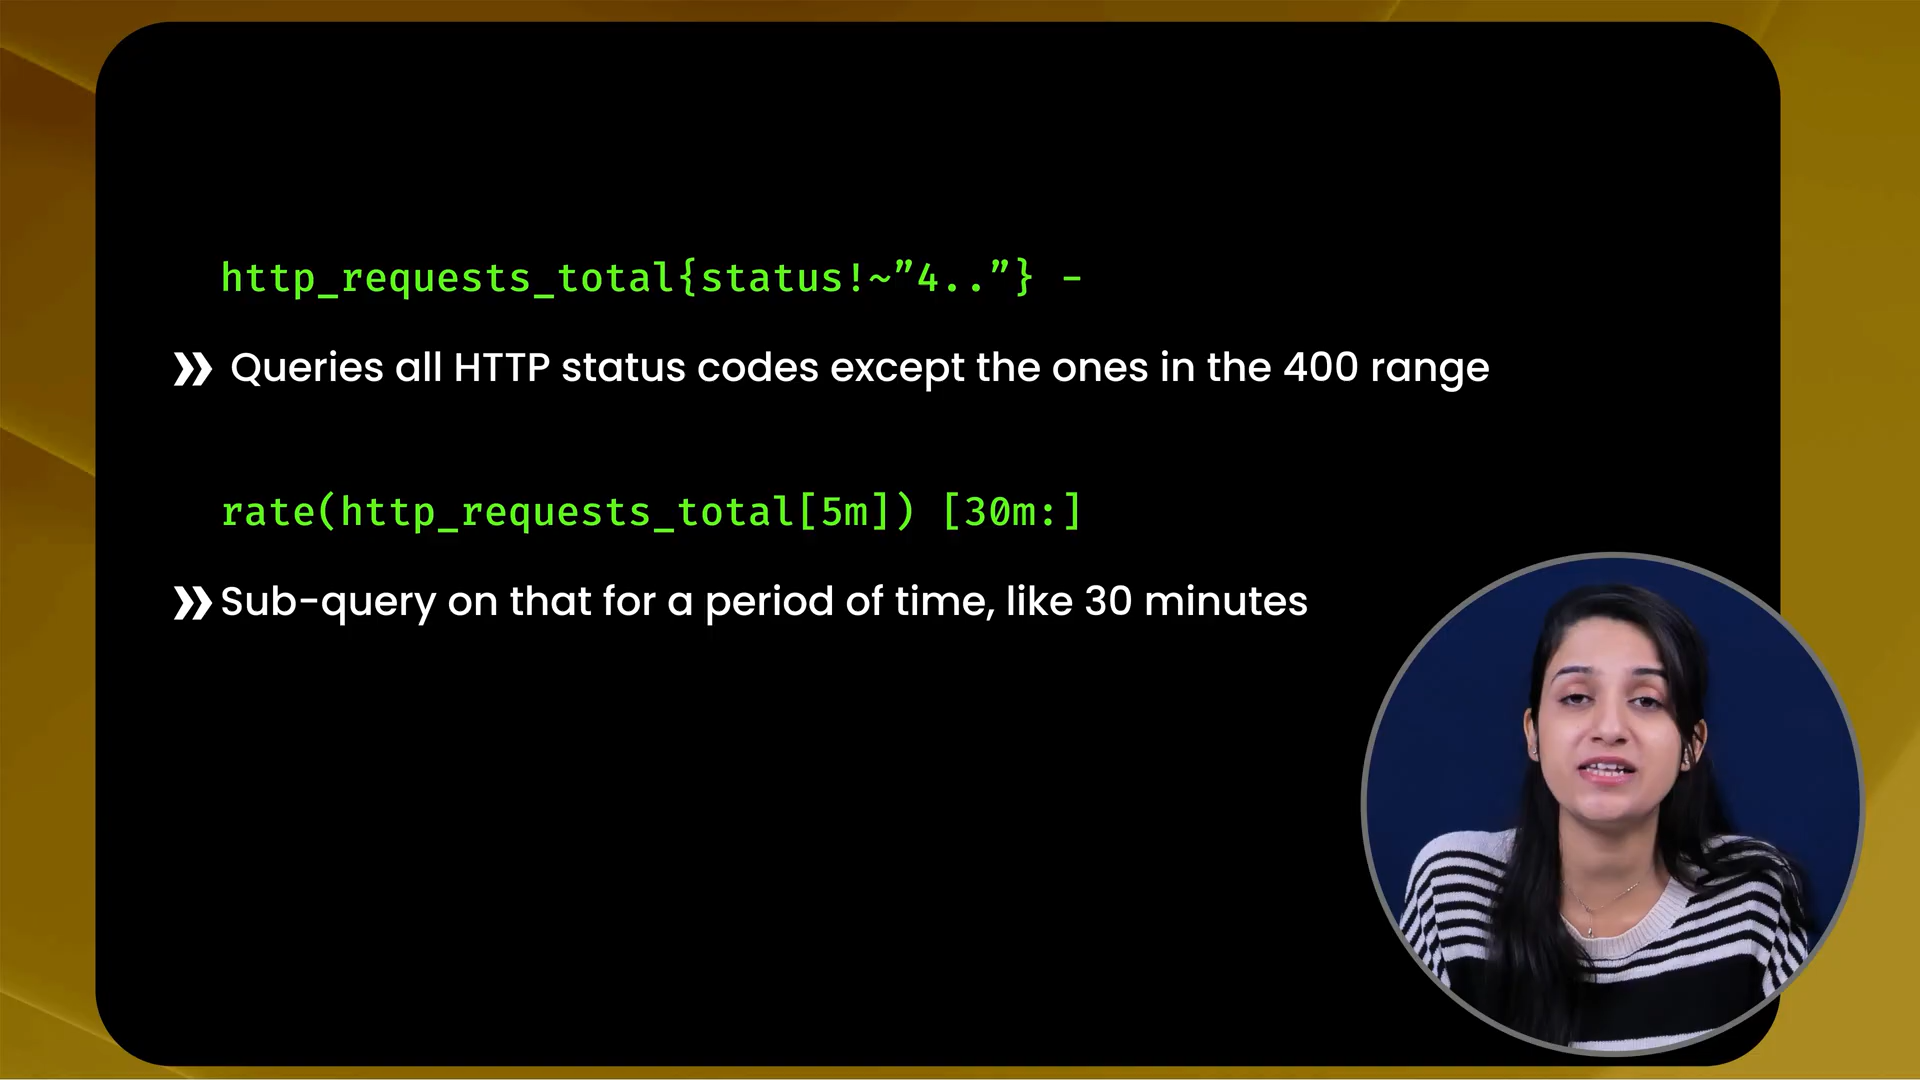 http_requests_total{status!~”4..”} -
Queries all HTTP status codes except the ones in the 400 range
rate(http_requests_total[5m]) [30m:]
Sub-query on that for a period of time, like 30 minutes